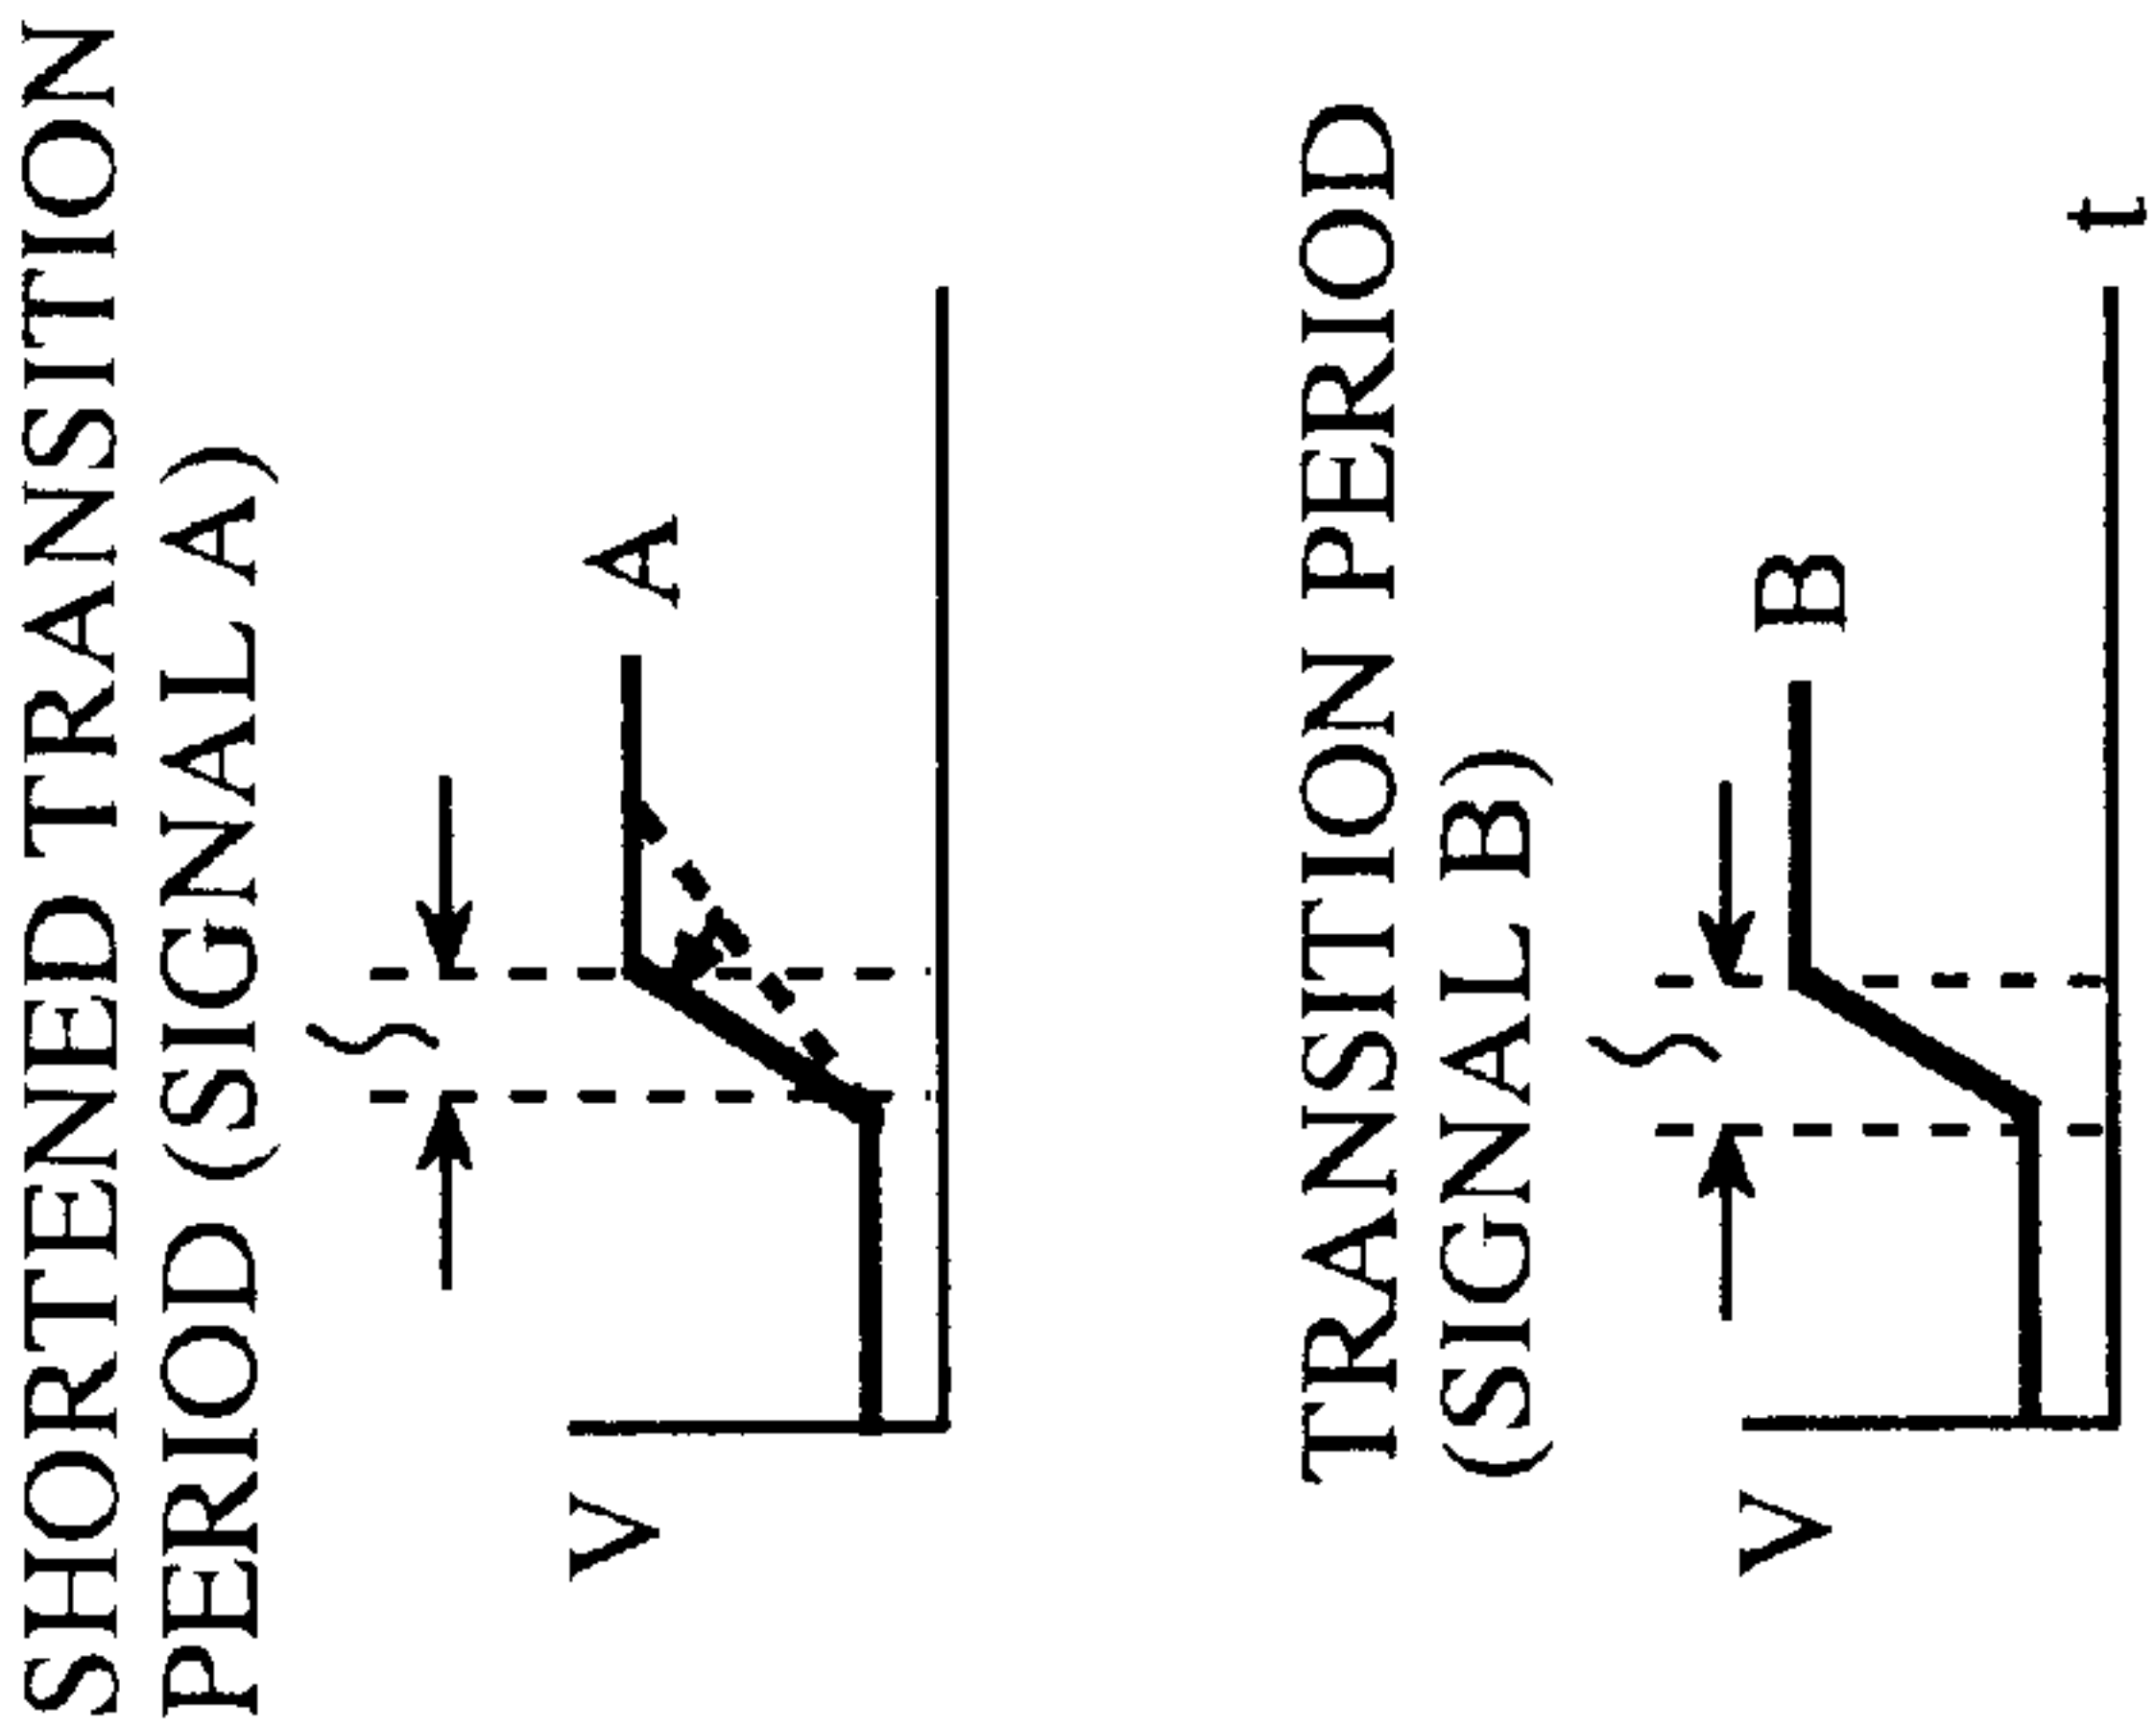 SHORTENED TRANSITION
PERIOD (SIGNAL A)
V
A
TRANSITION PERIOD
(SIGNAL B)
V
B
t